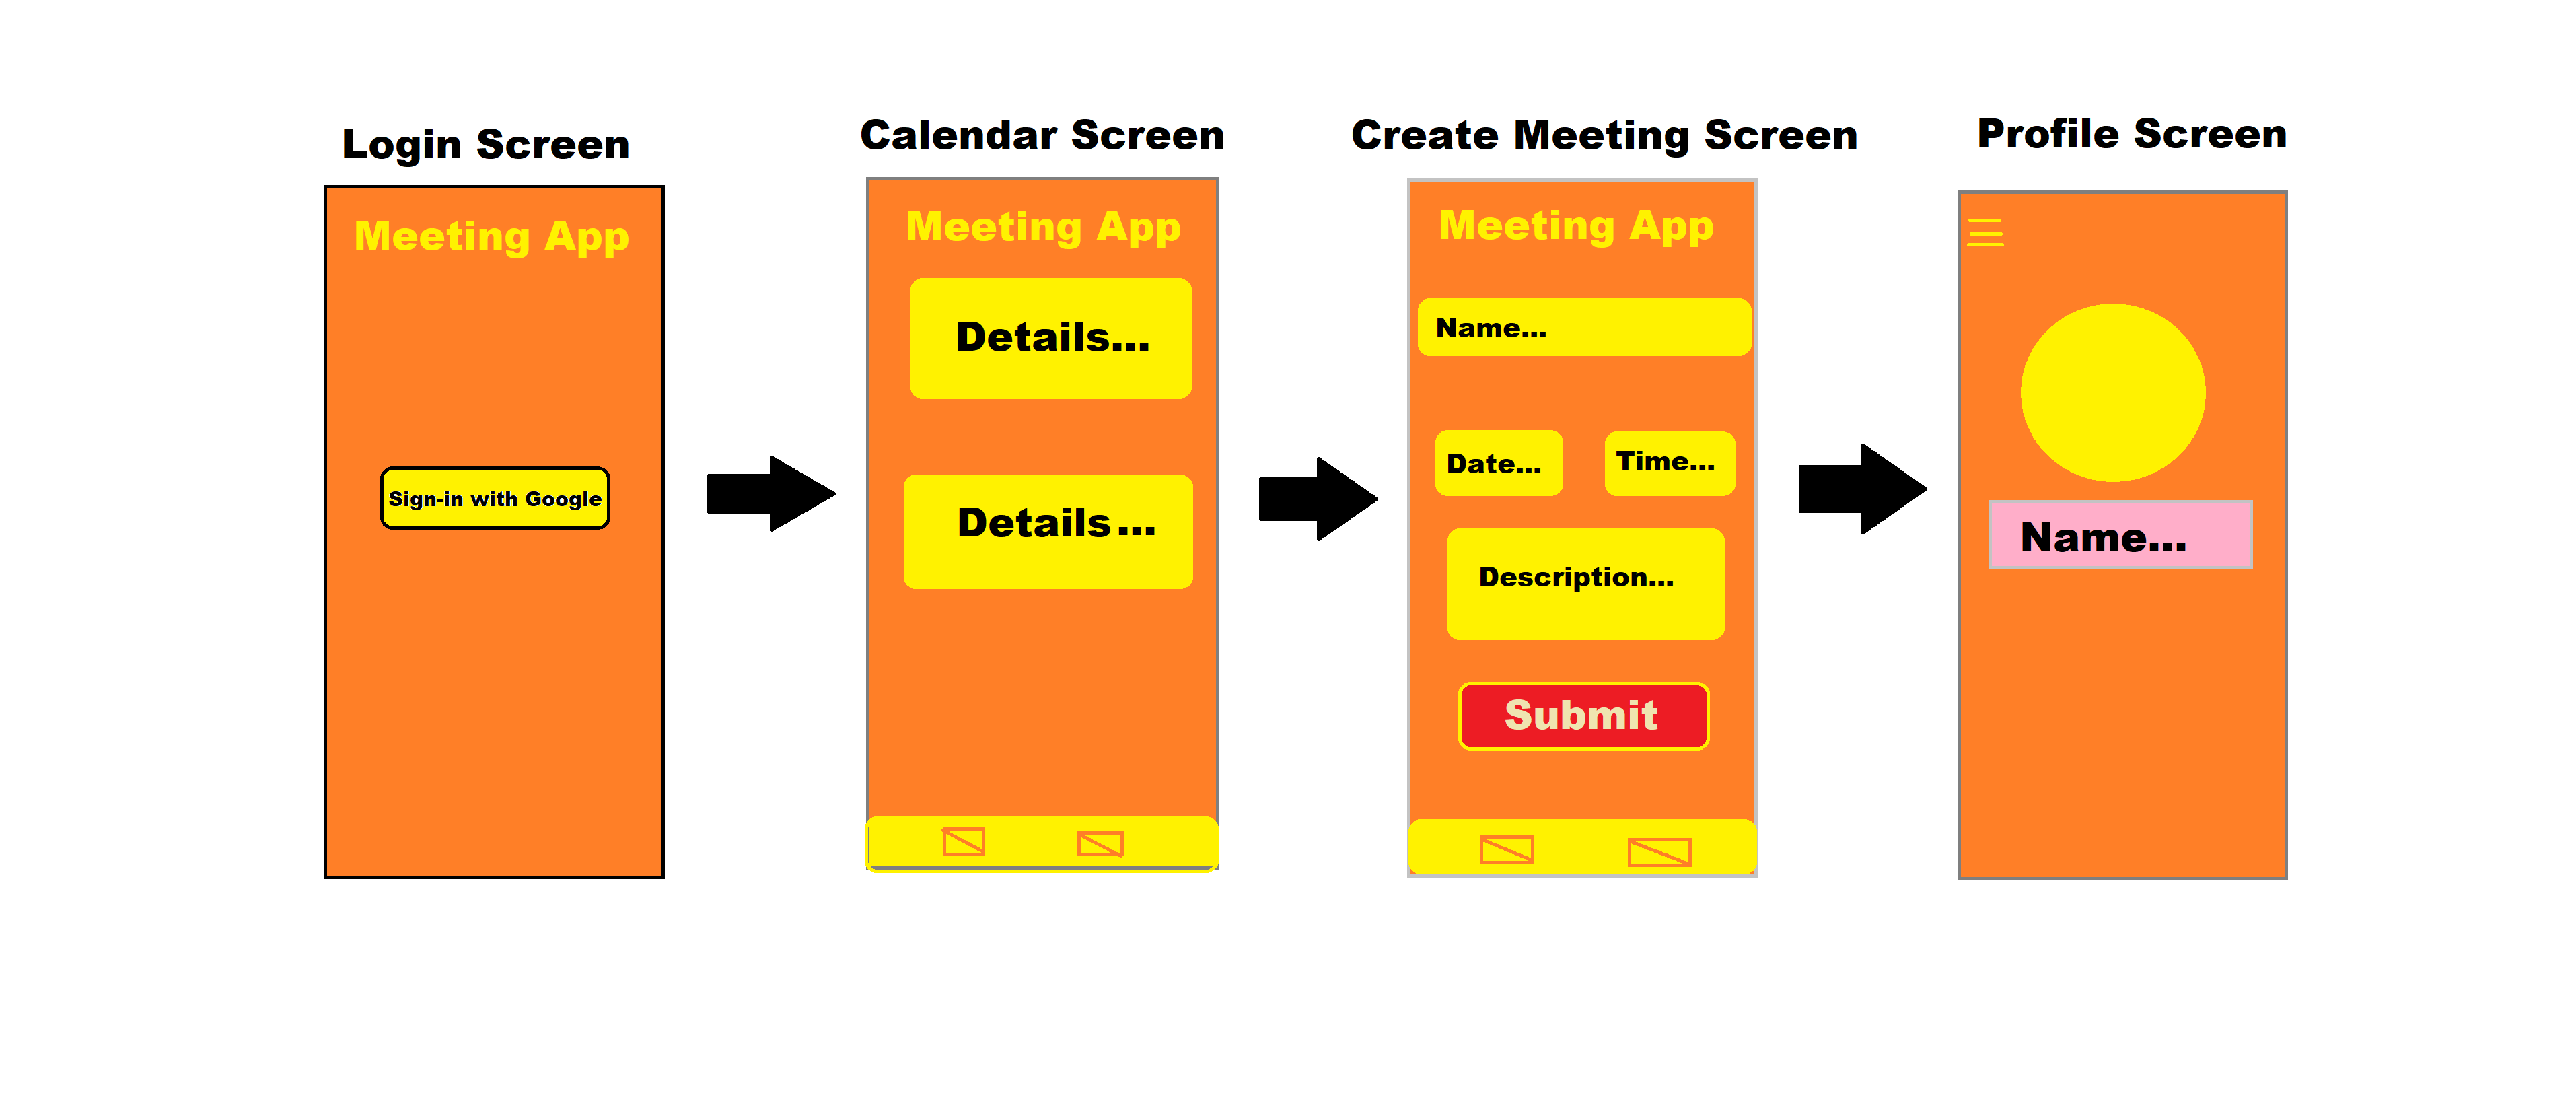 Login Screen
Meeting App
Sign-in with Google
Calendar Screen
Meeting App
Details...
Details...
Create Meeting Screen
Meeting App
Name...
Date...
Time...
Description...
Submit
Profile Screen
Name...